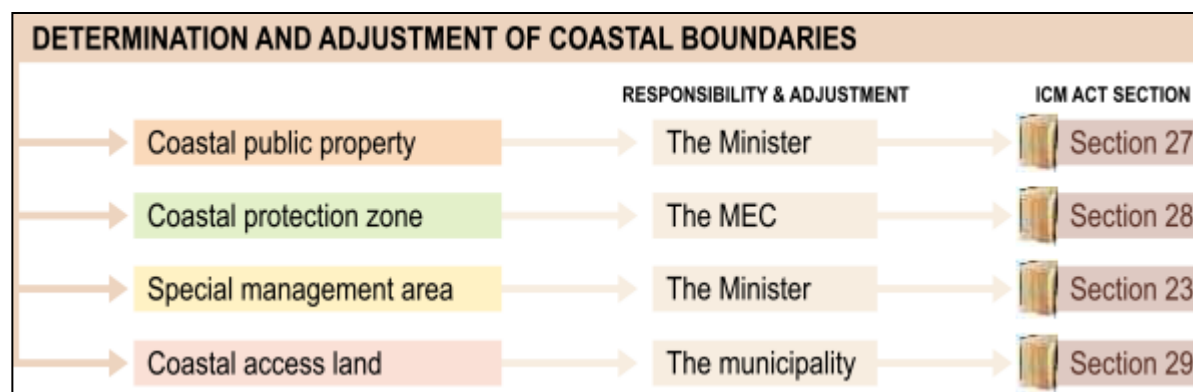 DETERMINATION AND ADJUSTMENT OF COASTAL BOUNDARIES
RESPONSIBILITY & ADJUSTMENT ICM ACT SECTION
Coastal public property The Minister Section 27
Coastal protection zone The MEC Section 28
Special management area The Minister Section 23
Coastal access land The municipality Section 29